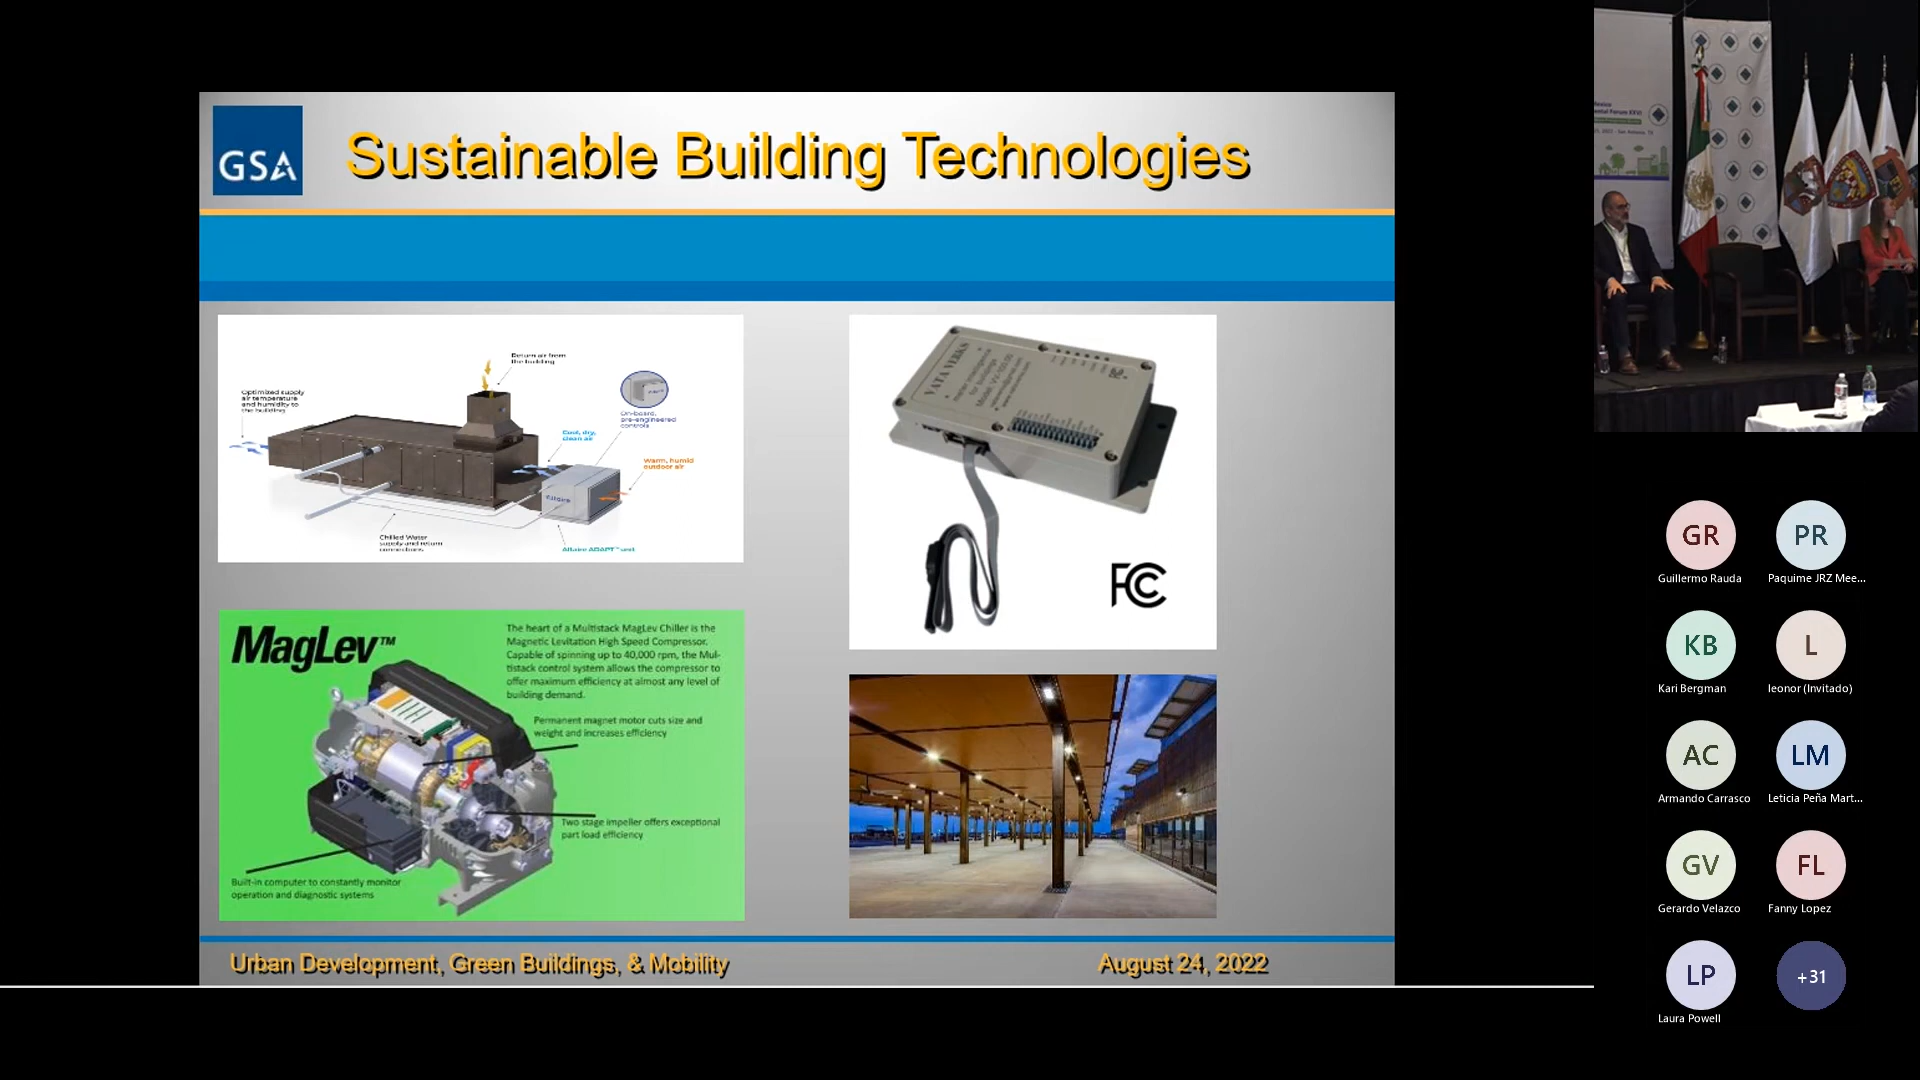 GSA
Sustainable Building Technologies
Return air from
the building
Optimized supply
air temperature
and humidity to
the building
On-board,
pre-engineered
controls
Cool, dry,
clean air
Warm, humid
outdoor air
Chilled Water
supply and return
connections
Alltaire ADAPT™ unit
FC
MagLev™
The heart of a Multistack MagLev Chiller is the
Magnetic Levitation High Speed Compressor.
Capable of spinning up to 40,000 rpm, the Mul-
tistack control system allows the compressor to
offer maximum efficiency at almost any level of
building demand.
Permanent magnet motor cuts size and
weight and increases efficiency
Two stage impeller offers exceptional
part load efficiency
Built-in computer to constantly monitor
operation and diagnostic systems
Urban Development, Green Buildings, & Mobility
August 24, 2022
GR
PR
Guillermo Rauda
Paquime JRZ Mee...
KB
L
Kari Bergman
leonor (Invitado)
AC
LM
Armando Carrasco
Leticia Peña Mart...
GV
FL
Gerardo Velazco
Fanny Lopez
LP
+31
Laura Powell